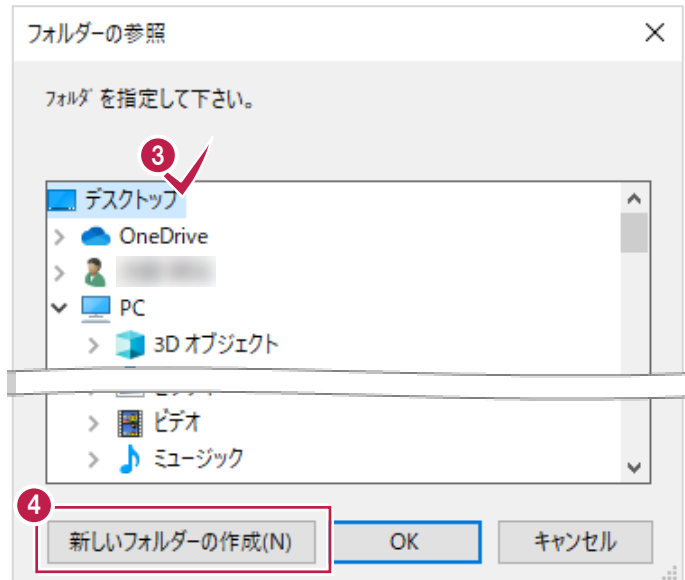 フォルダーの参照
ﾌｫﾙﾀﾞを指定して下さい。
3
デスクトップ
OneDrive
PC
3D オブジェクト
ビデオ
ミュージック
4
新しいフォルダーの作成(N)
OK
キャンセル